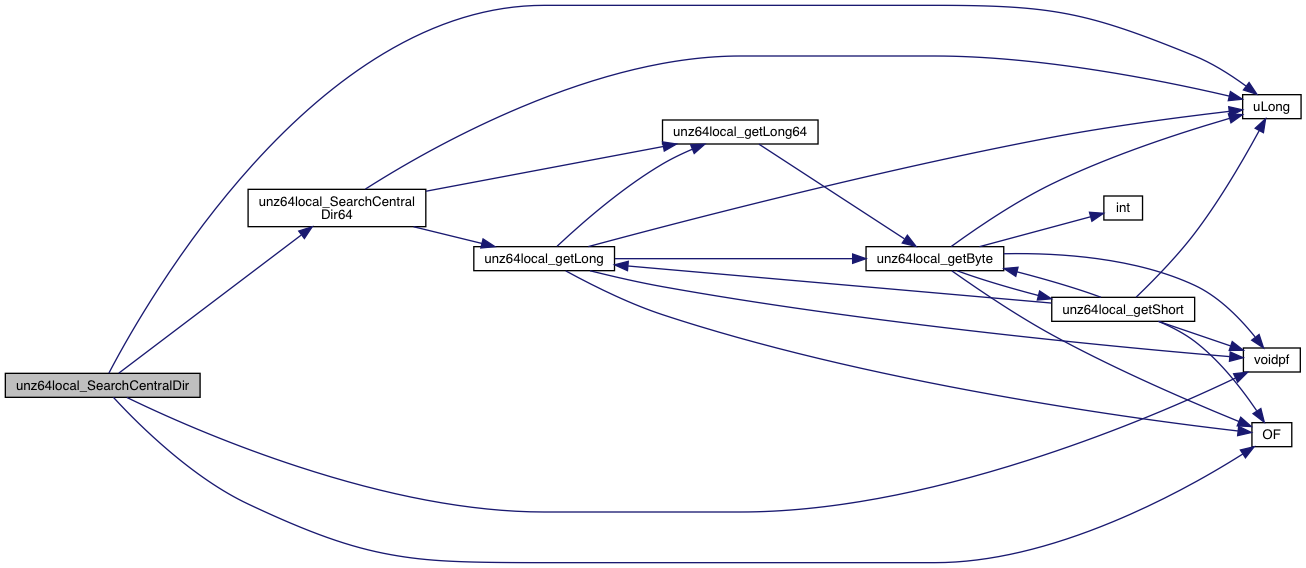 uLong
unz64local_getLong64
unz64local_SearchCentral
Dir64
int
unz64local_getLong
unz64local_getByte
unz64local_getShort
voidpf
unz64local_SearchCentralDir
OF